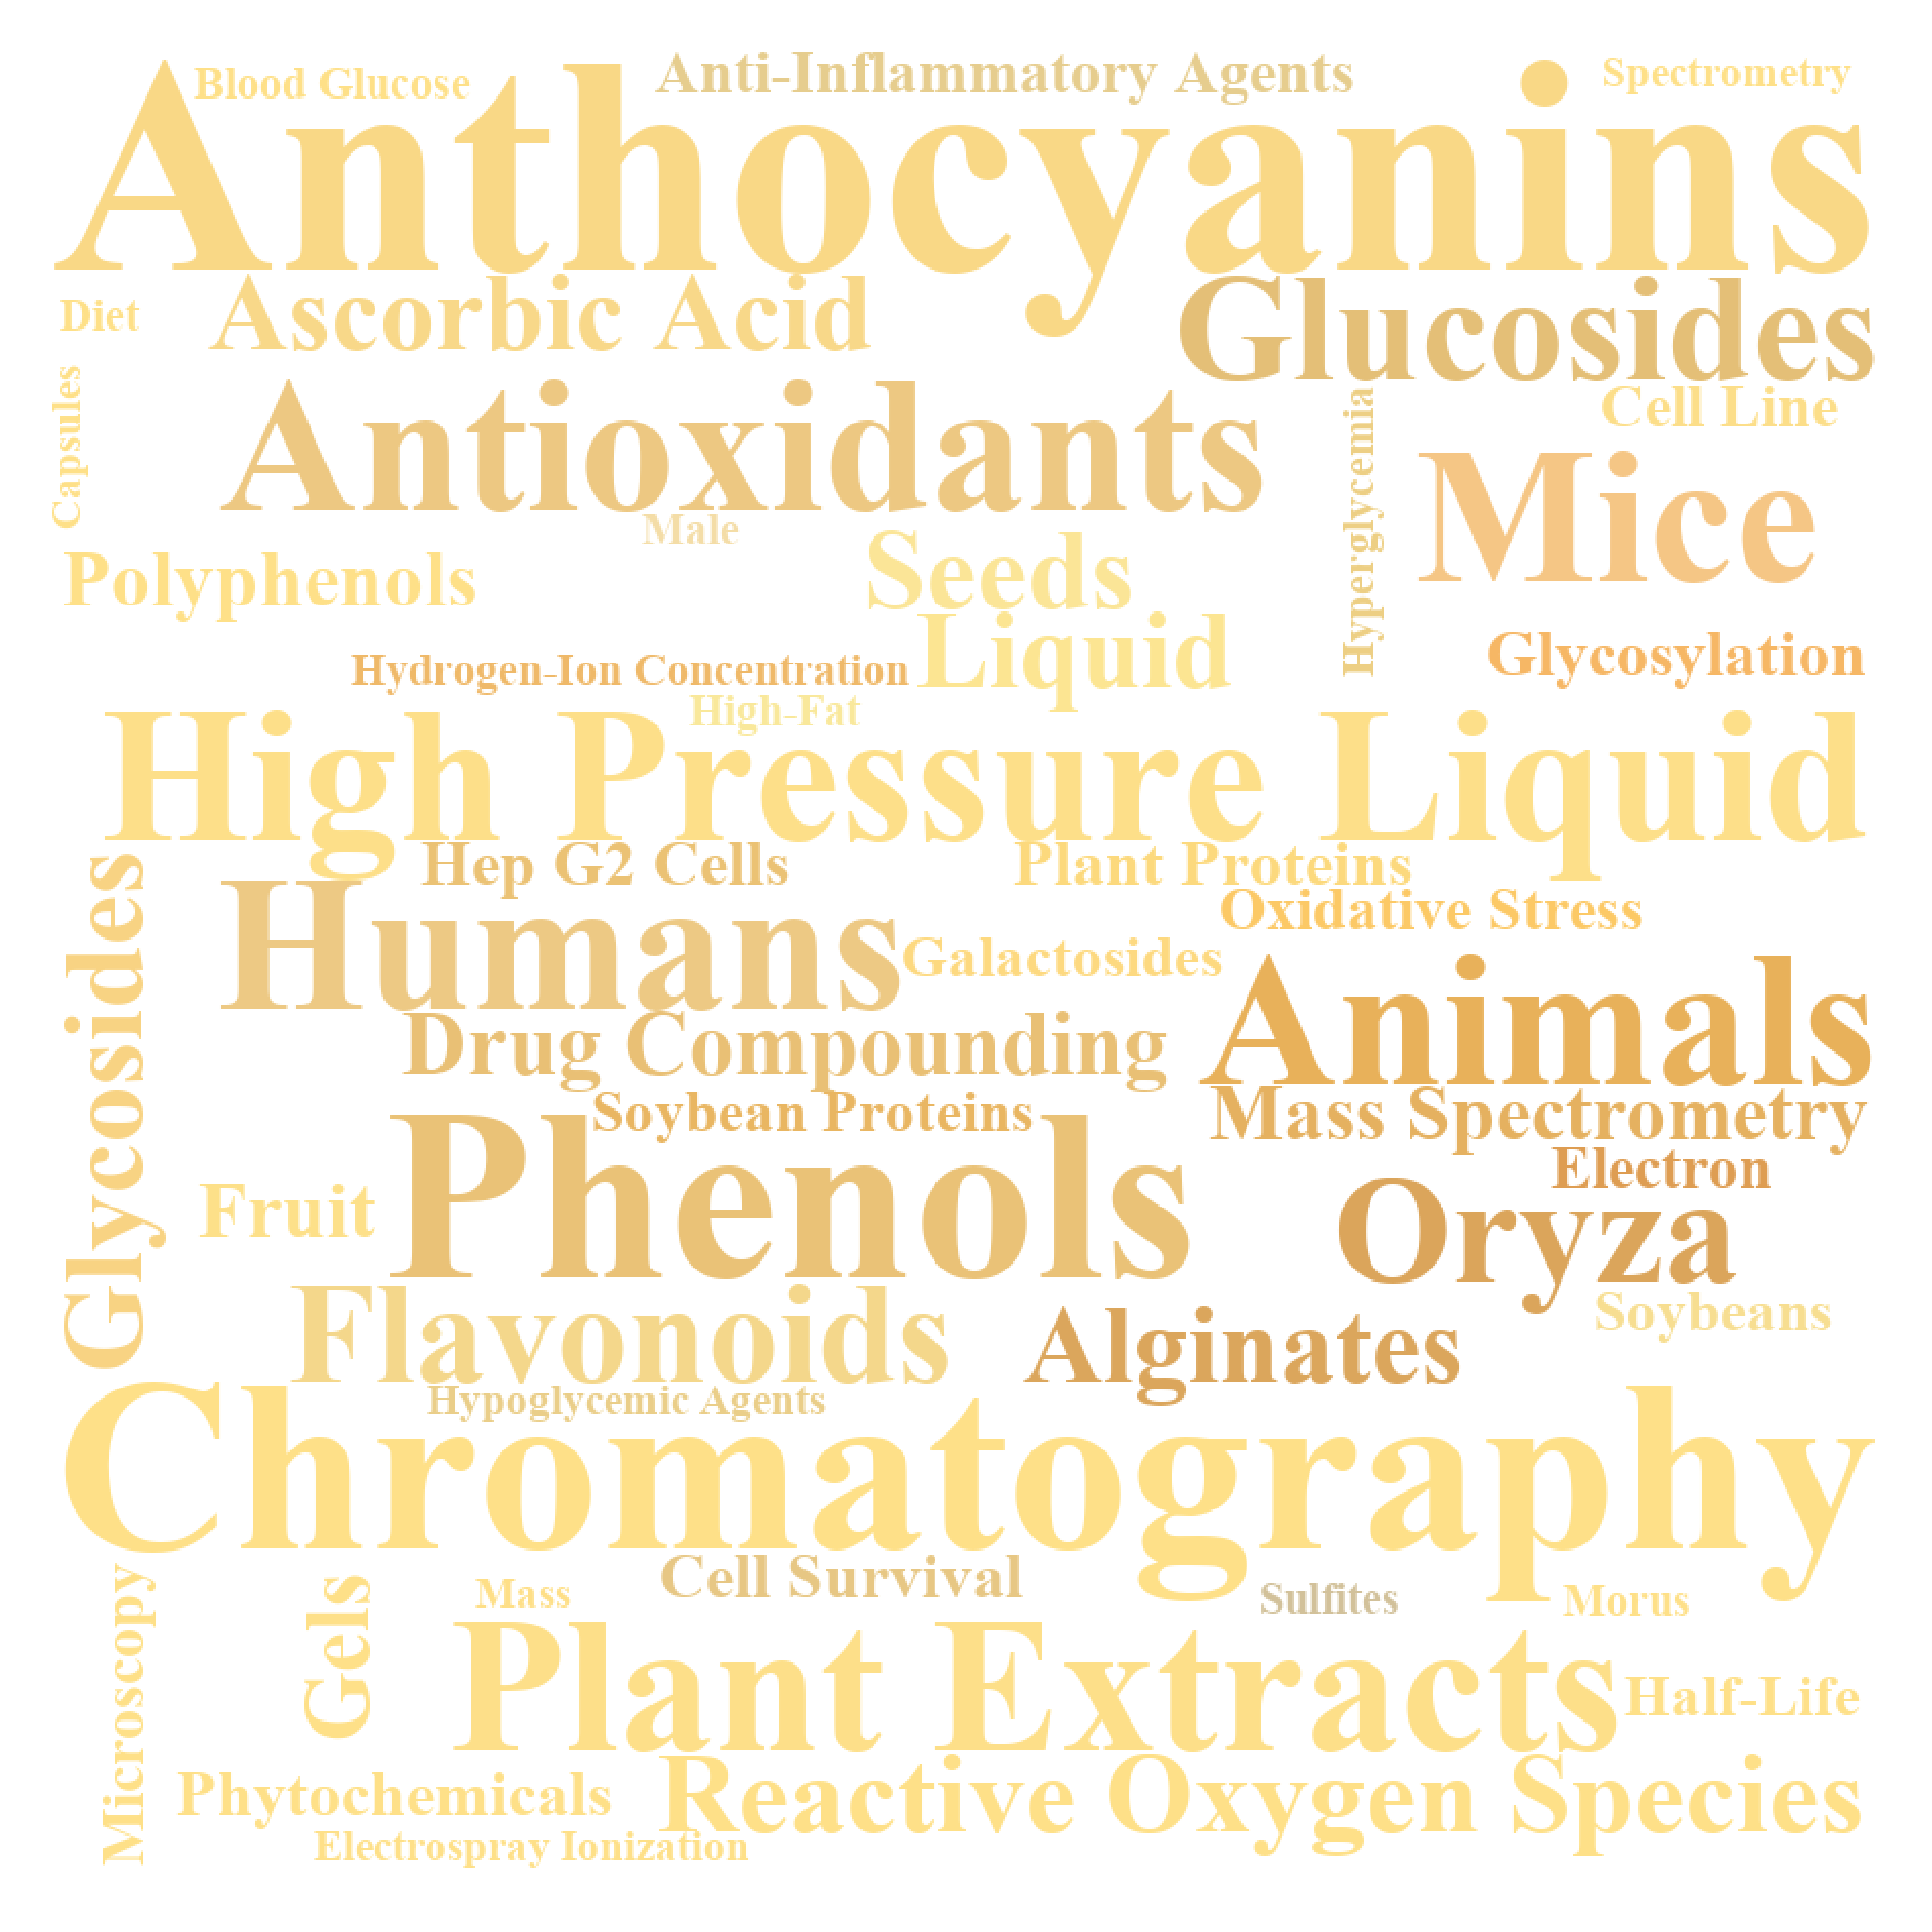 Blood Glucose
Anti-Inflammatory Agents
Spectrometry
Anthocyanins
Diet
Ascorbic Acid
Glucosides
Capsules
Antioxidants
Hyperglycemia
Cell Line
Mice
Male
Polyphenols
Seeds
Liquid
Hydrogen-Ion Concentration
Glycosylation
High-Fat
High Pressure Liquid
Hep G2 Cells
Plant Proteins
Glycosides
Humans
Oxidative Stress
Galactosides
Animals
Drug Compounding
Soybean Proteins
Mass Spectrometry
Phenols
Electron
Fruit
Oryza
Flavonoids
Alginates
Soybeans
Hypoglycemic Agents
Chromatography
Microscopy
Gels
Mass
Cell Survival
Sulfites
Morus
Plant Extracts
Half-Life
Phytochemicals
Reactive Oxygen Species
Electrospray Ionization